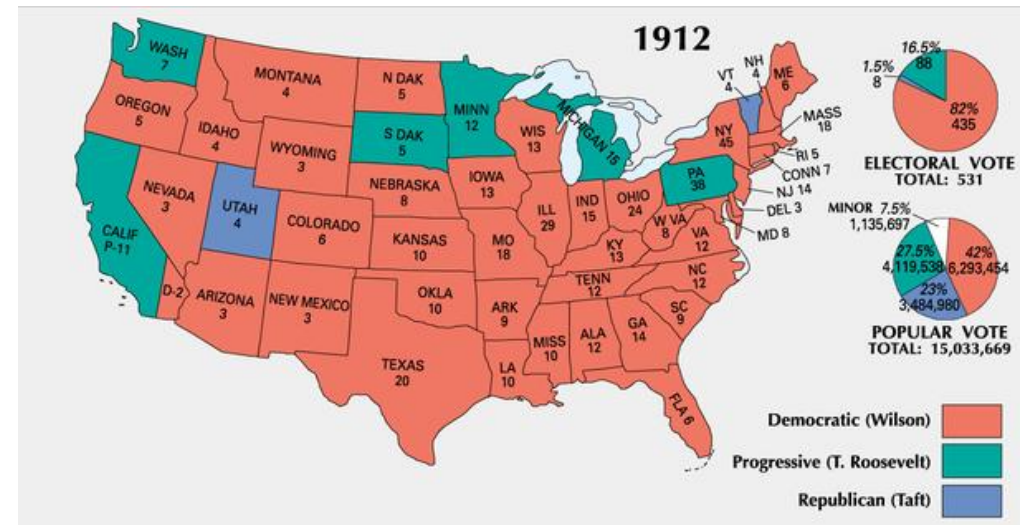 1912
WASH
7
OREGON
5
CALIF
P-11
D-2
NEVADA
3
IDAHO
4
MONTANA
4
WYOMING
3
UTAH
4
ARIZONA
3
COLORADO
6
NEW MEXICO
3
N DAK
5
S DAK
5
NEBRASKA
8
KANSAS
10
OKLA
10
TEXAS
20
MINN
12
IOWA
13
MO
18
ARK
9
LA
10
WIS
13
ILL
29
MICHIGAN 15
IND
15
OHIO
24
KY
13
TENN
12
MISS
10
ALA
12
GA
14
FLA 6
SC
9
NC
12
VA
12
W VA
8
PA
38
NY
45
VT
4
NH
4
ME
6
MASS
18
RI 5
CONN 7
NJ 14
DEL 3
MD 8
16.5%
88
1.5%
8
82%
435
ELECTORAL VOTE
TOTAL: 531
MINOR 7.5%
1,135,697
27.5%
4,119,538
42%
6,293,454
23%
3,484,980
POPULAR VOTE
TOTAL: 15,033,669
Democratic (Wilson)
Progressive (T. Roosevelt)
Republican (Taft)